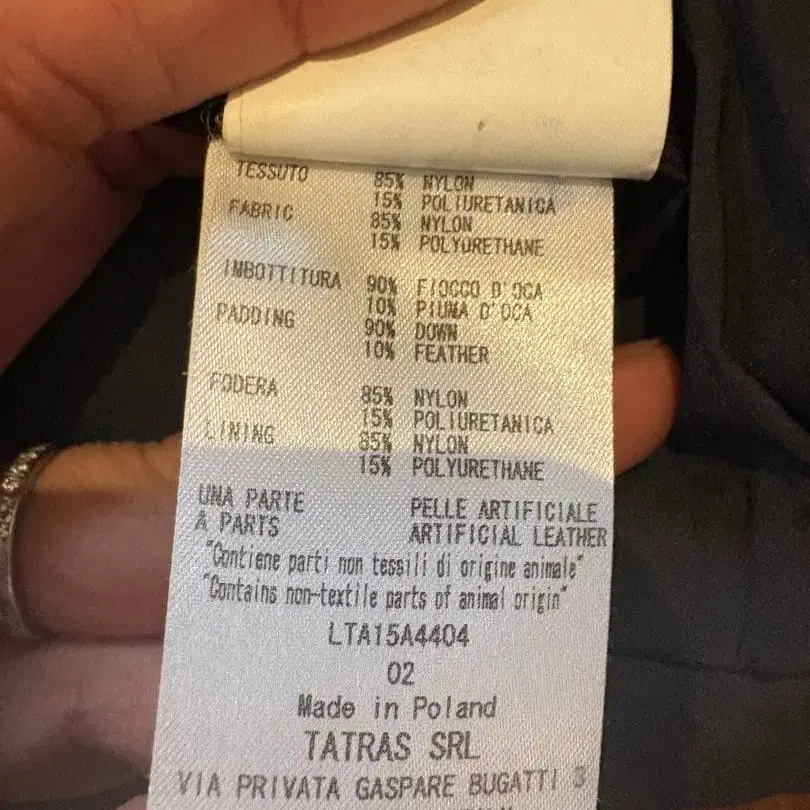 TESSUTO 85% NYLON
15% POLIURETANICA
FABRIC 85% NYLON
15% POLYURETHANE
IMBOTTITURA 90% FIOCCO D'OCA
10% PIUMA D'OCA
PADDING 90% DOWN
10% FEATHER
FODERA 85% NYLON
15% POLIURETANICA
LINING 85% NYLON
15% POLYURETHANE
UNA PARTE PELLE ARTIFICIALE
A PARTS ARTIFICIAL LEATHER
"Contiene parti non tessili di origine animale"
"Contains non-textile parts of animal origin"
LTA15A4404
02
Made in Poland
TATRAS SRL
VIA PRIVATA GASPARE BUGATTI